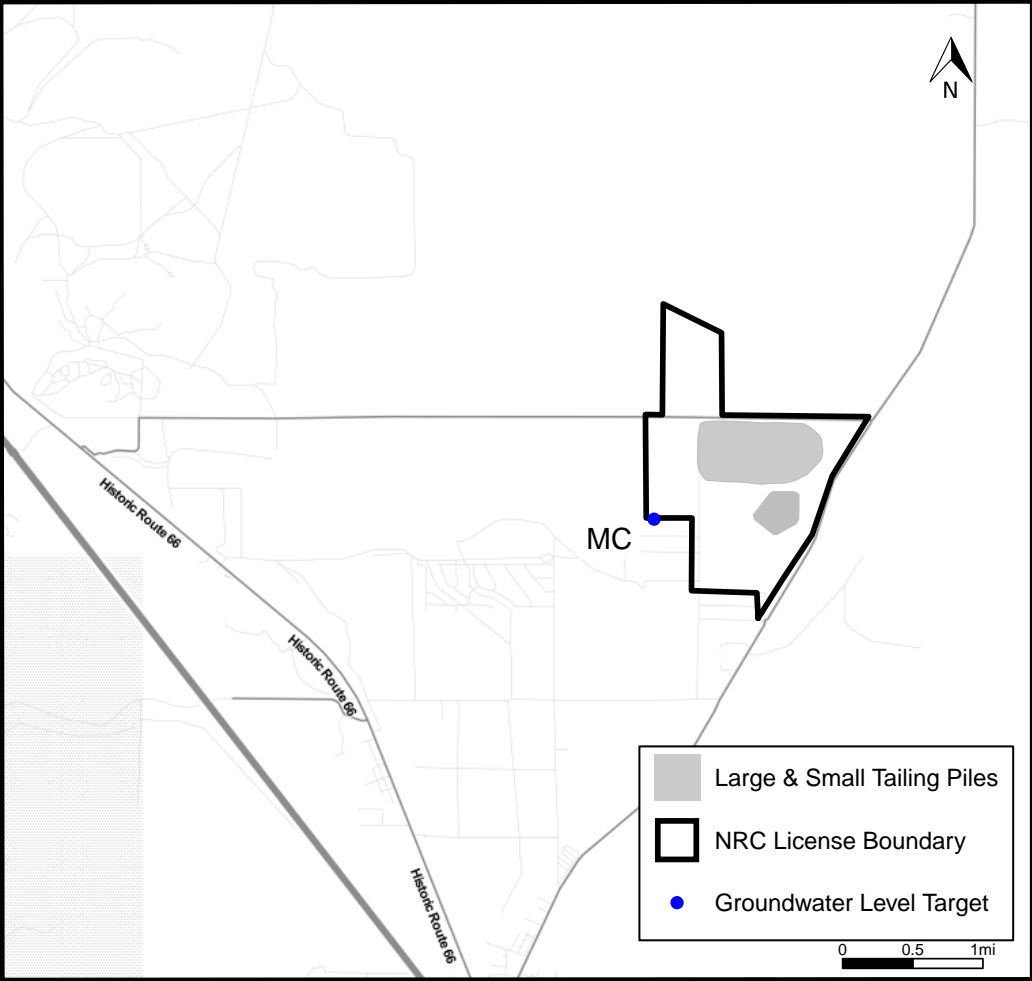 N
Historic Route 66
MC
Historic Route 66
Large & Small Tailing Piles
NRC License Boundary
Historic Route 66
Groundwater Level Target
0 0.5 1mi